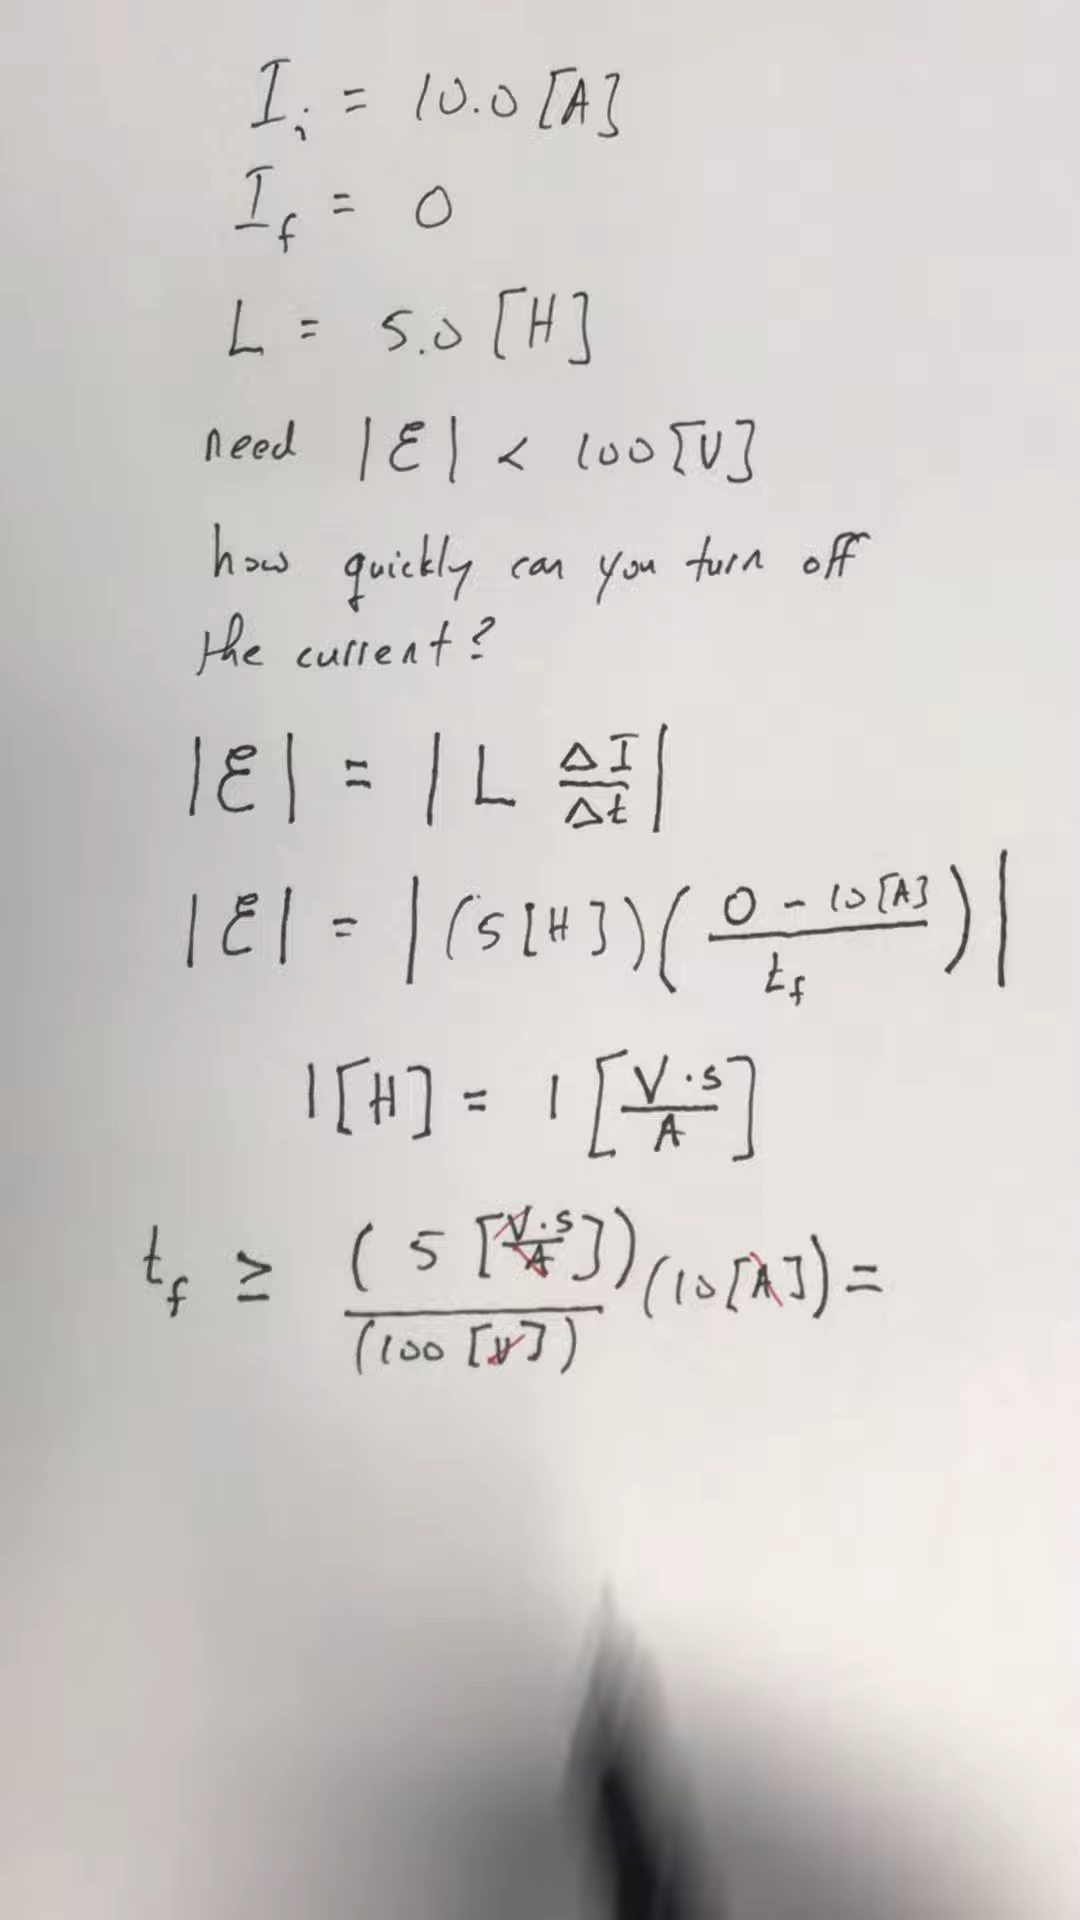 I_i = 10.0 [A]
I_f = 0
L = 5.0 [H]
need |ℰ| < 100 [V]
how quickly can you turn off
the current?
|ℰ| = |L ΔI/Δt|
|ℰ| = |(5 [H])((0 - 10 [A])/t_f)|
1 [H] = 1 [V·s/A]
t_f ≥ (5 [V·s/A])/(100 [V]) (10 [A]) =